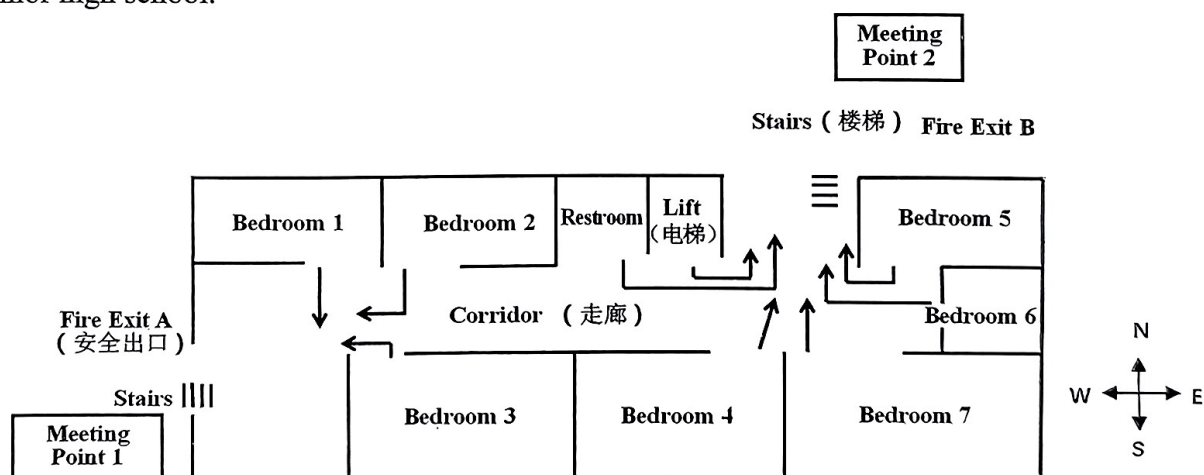 Meeting
Point 2
Stairs（楼梯） Fire Exit B
Bedroom 1
Bedroom 2
Restroom
Lift
（电梯）
Bedroom 5
Fire Exit A
（安全出口）
Corridor （走廊）
Bedroom 6
Stairs
Bedroom 3
Bedroom 4
Bedroom 7
Meeting
Point 1
N
W
E
S